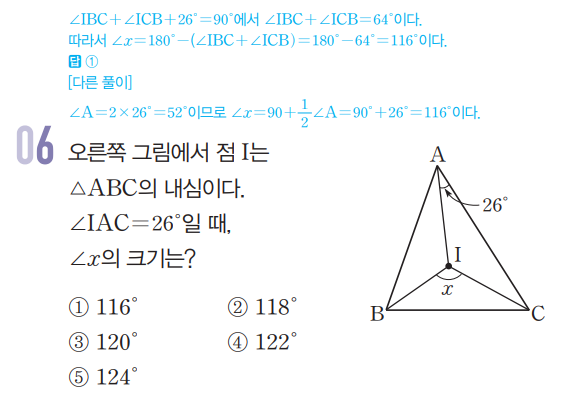 ∠IBC+∠ICB+26°=90°에서 ∠IBC+∠ICB=64°이다.
따라서 ∠x=180°-(∠IBC+∠ICB)=180°-64°=116°이다.
답 ①
[다른 풀이]
∠A=2×26°=52°이므로 ∠x=90+1/2∠A=90°+26°=116°이다.
06 오른쪽 그림에서 점 I는
△ABC의 내심이다.
∠IAC=26°일 때,
∠x의 크기는?
① 116° ② 118°
③ 120° ④ 122°
⑤ 124°
A
26°
I
x
B C